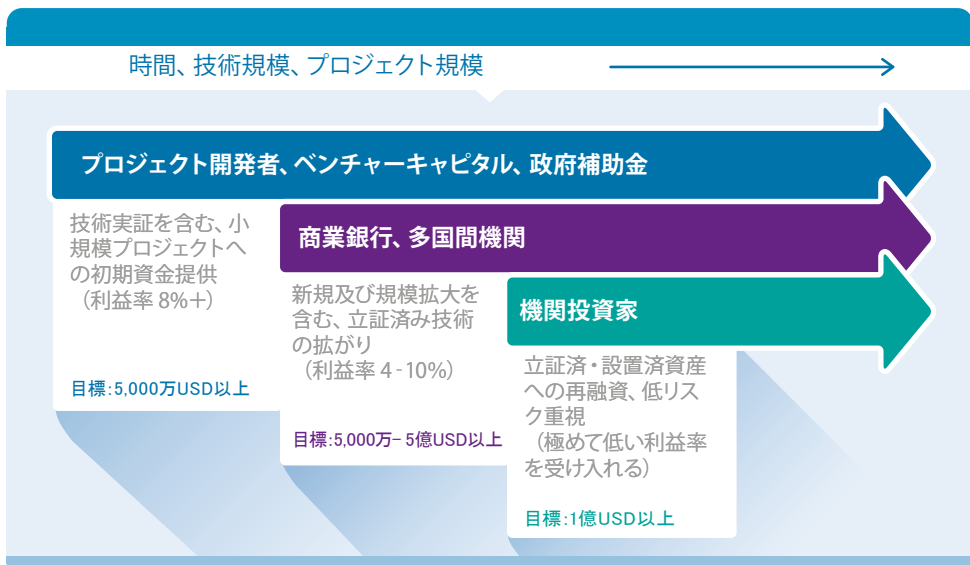 時間、技術規模、プロジェクト規模
プロジェクト開発者、ベンチャーキャピタル、政府補助金
技術実証を含む、小
規模プロジェクトへ
の初期資金提供
（利益率 8%＋）
目標：5,000万USD以上
商業銀行、多国間機関
新規及び規模拡大を
含む、立証済み技術
の拡がり
（利益率 4 - 10%）
目標：5,000万− 5億USD以上
機関投資家
立証済・設置済資産
への再融資、低リス
ク重視
（極めて低い利益率
を受け入れる）
目標：1億USD以上